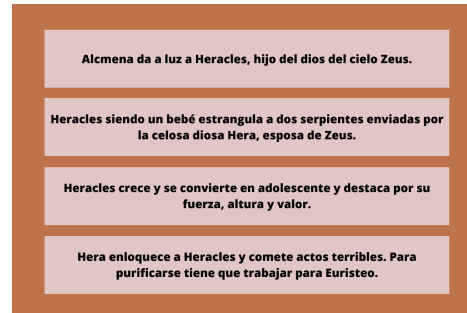 Alcmena da a luz a Heracles, hijo del dios del cielo Zeus.
Heracles siendo un bebé estrangula a dos serpientes enviadas por
la celosa diosa Hera, esposa de Zeus.
Heracles crece y se convierte en adolescente y destaca por su
fuerza, altura y valor.
Hera enloquece a Heracles y comete actos terribles. Para
purificarse tiene que trabajar para Euristeo.